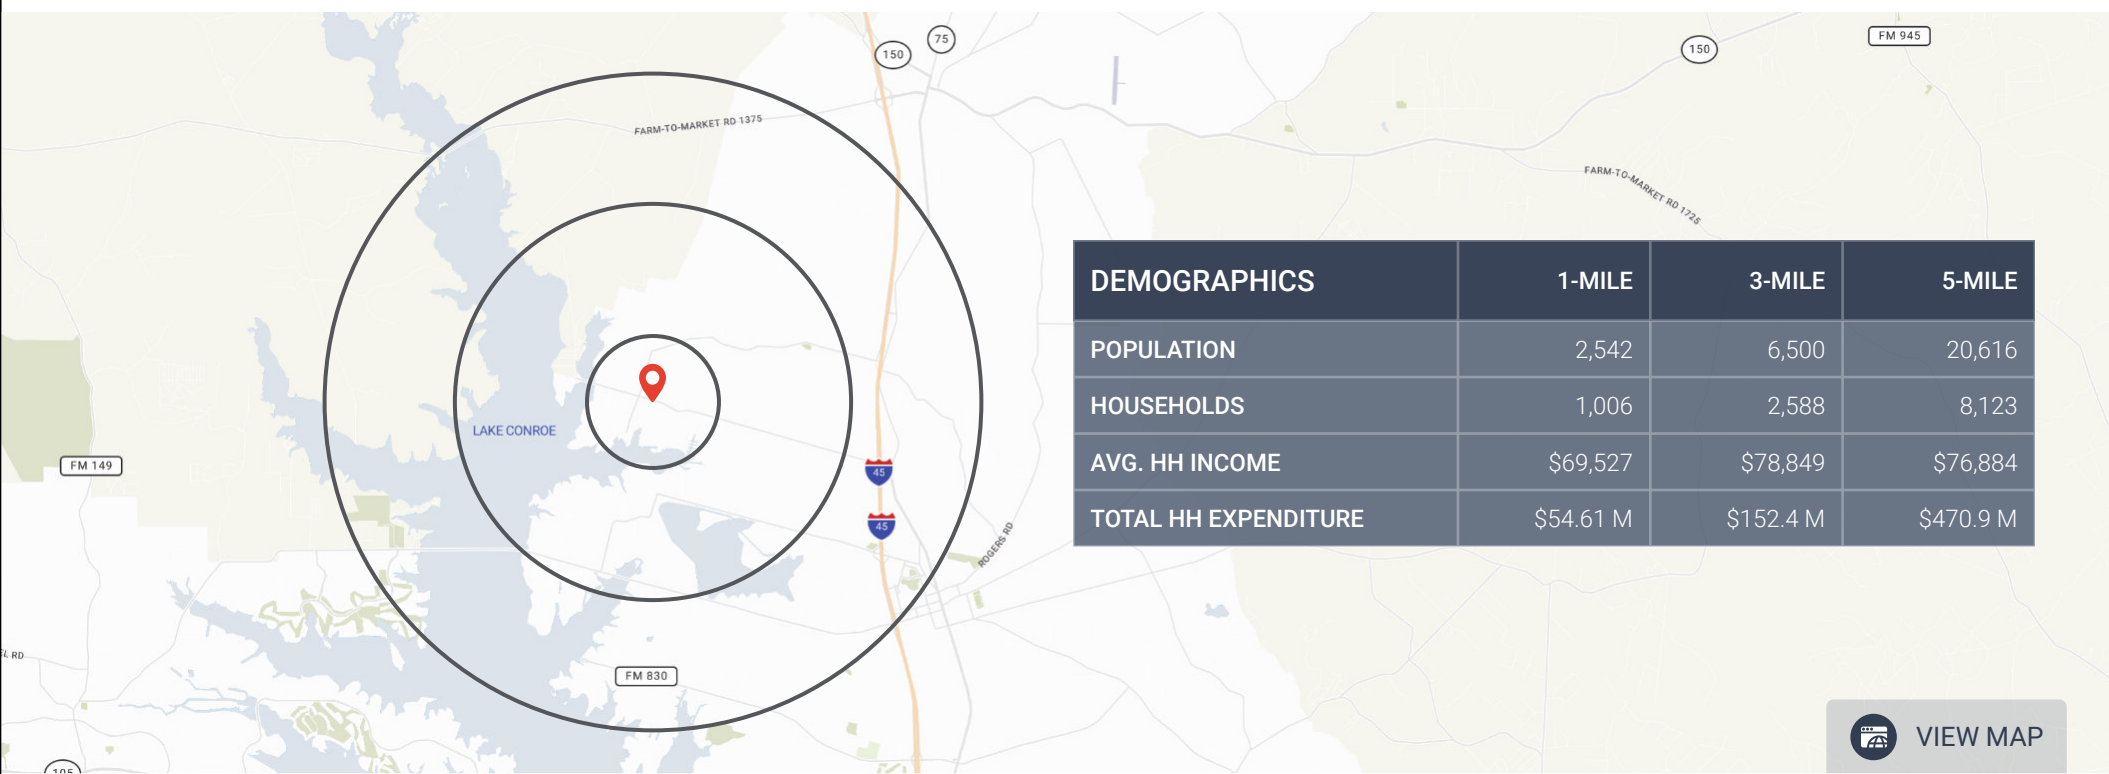 75
150
150
FM 945
FARM-TO-MARKET RD 1375
FARM-TO-MARKET RD 1725
DEMOGRAPHICS 1-MILE 3-MILE 5-MILE
POPULATION 2,542 6,500 20,616
HOUSEHOLDS 1,006 2,588 8,123
AVG. HH INCOME $69,527 $78,849 $76,884
TOTAL HH EXPENDITURE $54.61 M $152.4 M $470.9 M
LAKE CONROE
FM 149
45
45
ROGERS RD
RD
FM 830
VIEW MAP
105